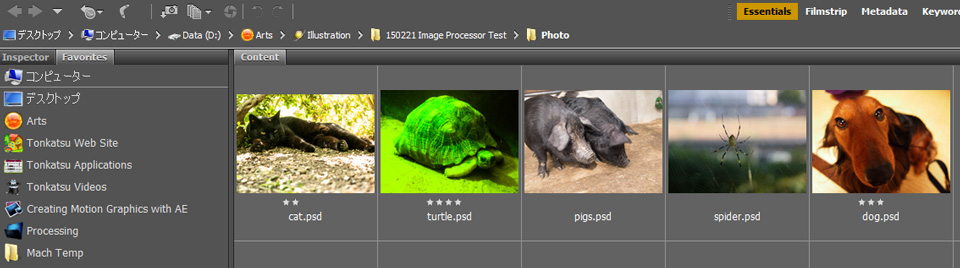 Essentials Filmstrip Metadata Keywor
デスクトップ コンピューター Data (D:) Arts Illustration 150221 Image Processor Test Photo
Inspector Favorites Content
コンピューター
デスクトップ
Arts
Tonkatsu Web Site
Tonkatsu Applications
Tonkatsu Videos
Creating Motion Graphics with AE
Processing
Mach Temp
cat.psd turtle.psd pigs.psd spider.psd dog.psd